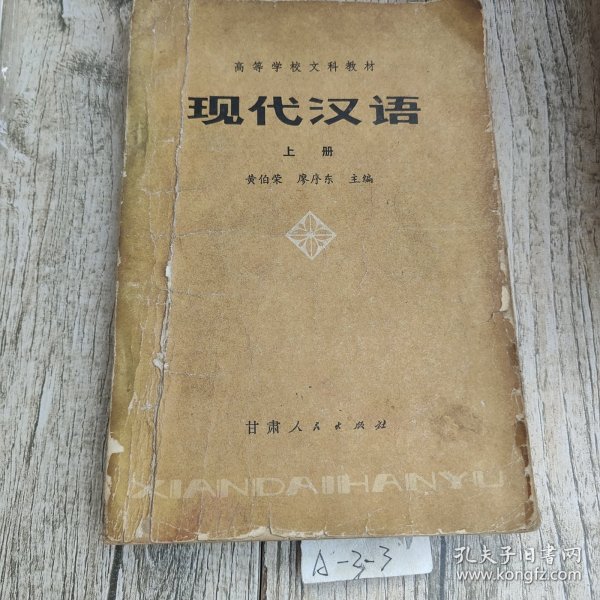 高等学校文科教材
现代汉语
上册
黄伯荣 廖序东 主编
甘肃人民出版社
XIANDAIHANYU
A-3-3
孔夫子旧书网
www.kongfz.com